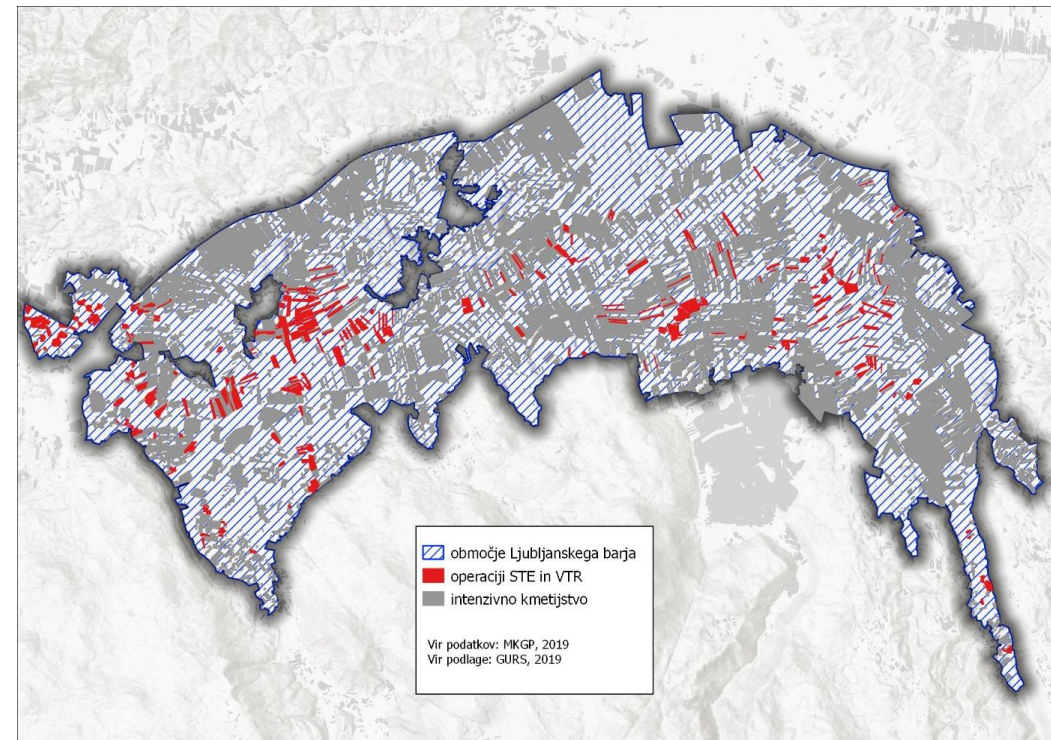 območje Ljubljanskega barja
operaciji STE in VTR
intenzivno kmetijstvo
Vir podatkov: MKGP, 2019
Vir podlage: GURS, 2019